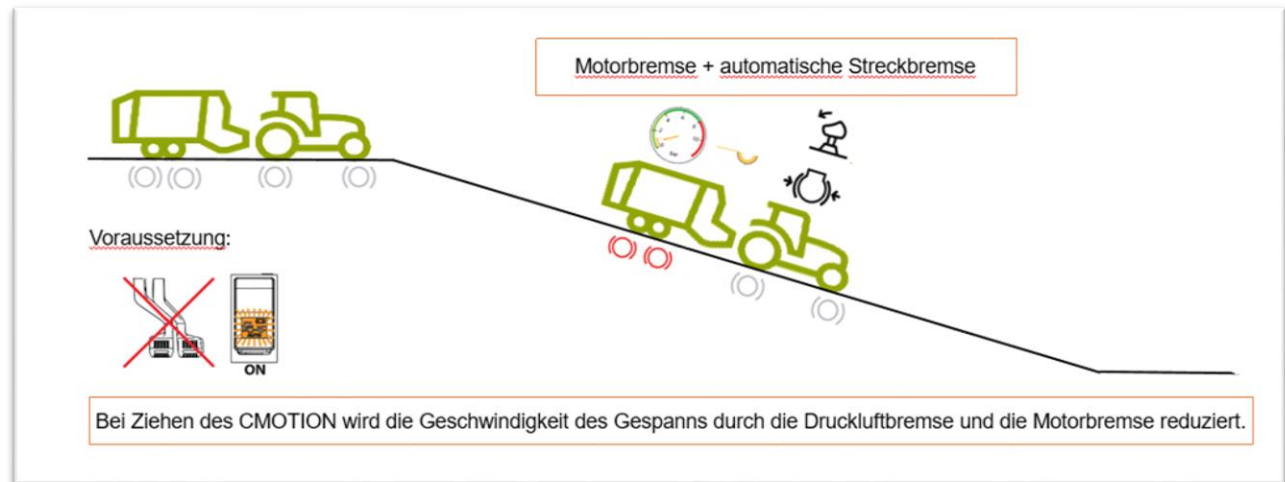 Motorbremse + automatische Streckbremse
Voraussetzung:
ON
Bei Ziehen des CMOTION wird die Geschwindigkeit des Gespanns durch die Druckluftbremse und die Motorbremse reduziert.